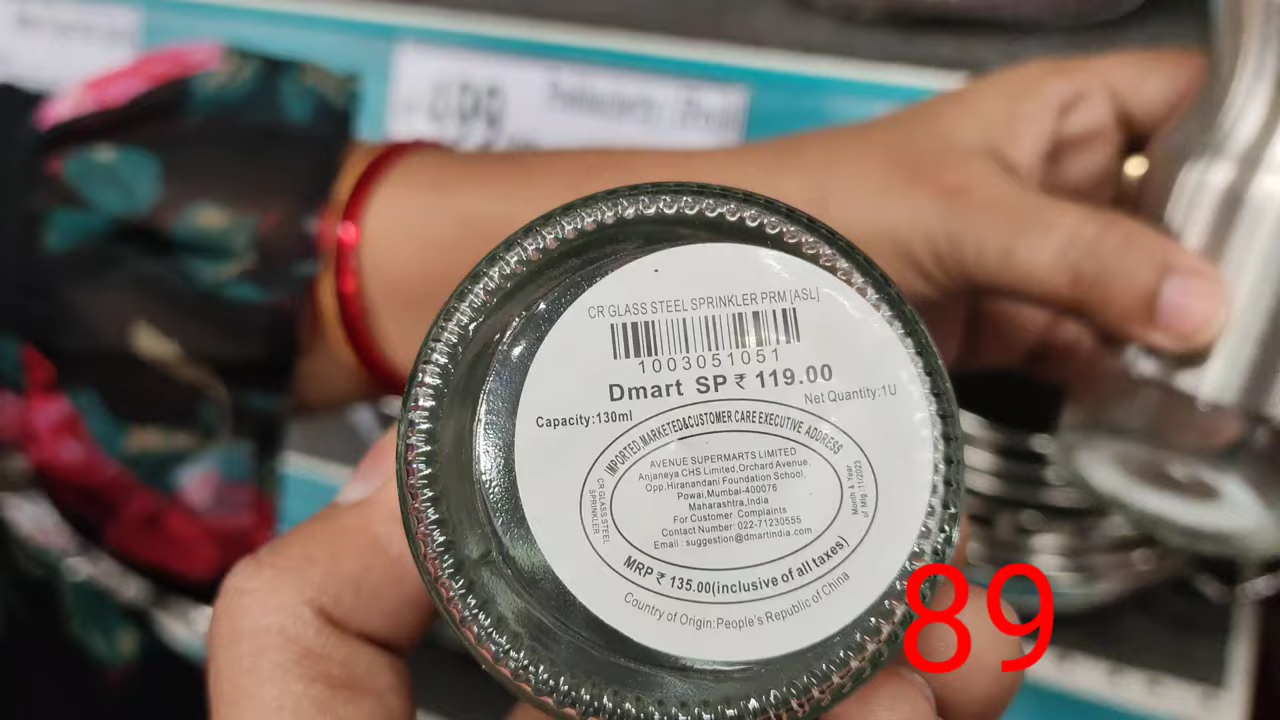 499
CR GLASS STEEL SPRINKLER PRM [ASL]
1003051051
Dmart SP ₹ 119.00
Net Quantity:1U
Capacity:130ml
IMPORTED,MARKETED&CUSTOMER CARE EXECUTIVE ADDRESS
AVENUE SUPERMARTS LIMITED
Anjaneya CHS Limited,Orchard Avenue,
Opp.Hiranandani Foundation School,
Powai,Mumbai-400076
Maharashtra,India
For Customer Complaints
Contact Number: 022-71230555
Email : suggestion@dmartindia.com
CR GLASS STEEL
SPRINKLER
Month & Year
of Mfg :11/2023
MRP ₹ 135.00(inclusive of all taxes)
Country of Origin:People's Republic of China
89